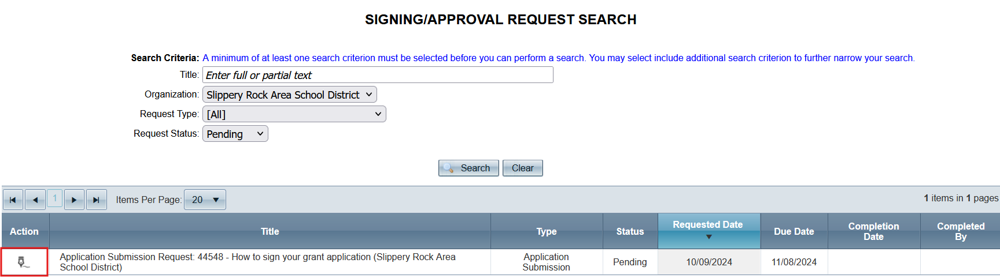 SIGNING/APPROVAL REQUEST SEARCH
Search Criteria: A minimum of at least one search criterion must be selected before you can perform a search. You may select include additional search criterion to further narrow your search.
Title: Enter full or partial text
Organization: Slippery Rock Area School District
Request Type: [All]
Request Status: Pending
Search Clear
1 Items Per Page: 20 1 items in 1 pages
Action Title Type Status Requested Date Due Date Completion Date Completed By
Application Submission Request: 44548 - How to sign your grant application (Slippery Rock Area
School District)
Application
Submission
Pending 10/09/2024 11/08/2024